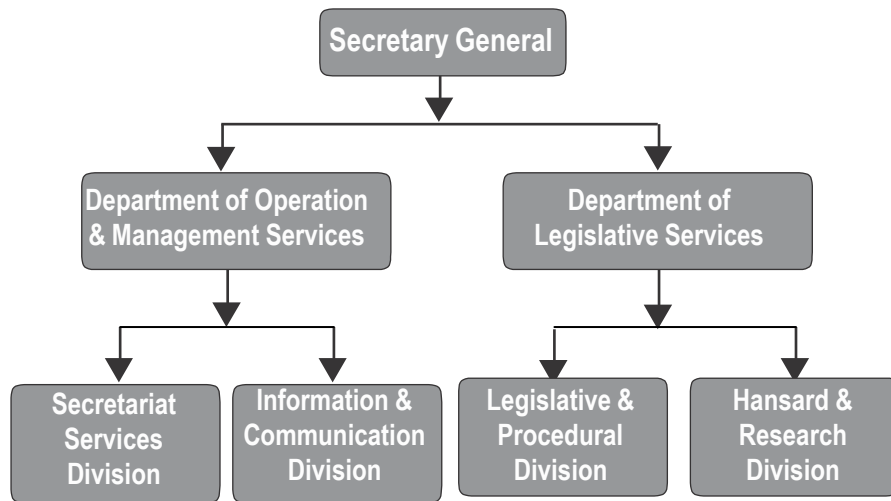 Secretary General
Department of Operation
& Management Services
Department of
Legislative Services
Secretariat
Services
Division
Information &
Communication
Division
Legislative &
Procedural
Division
Hansard &
Research
Division